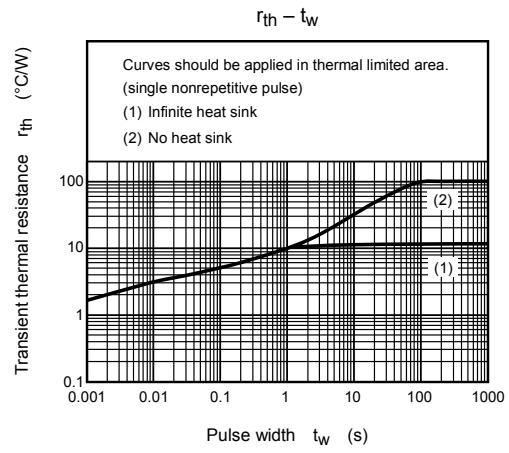 rth – tw
Curves should be applied in thermal limited area.
(single nonrepetitive pulse)
(1) Infinite heat sink
(2) No heat sink
Transient thermal resistance rth (°C/W)
100
10
1
0.1
(2)
(1)
0.001 0.01 0.1 1 10 100 1000
Pulse width tw (s)